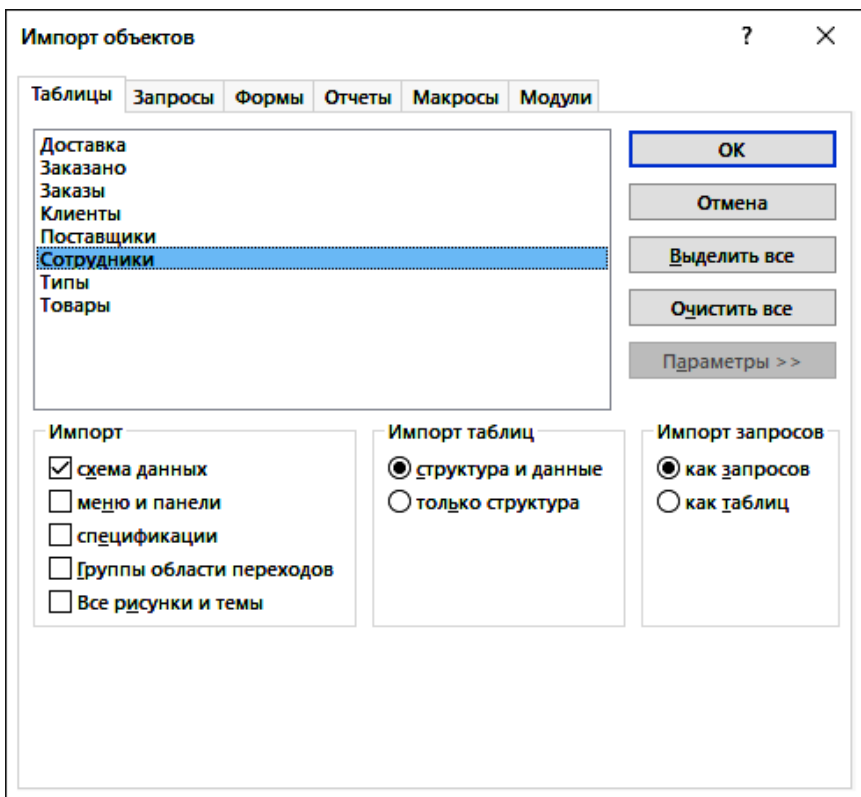 Импорт объектов
?
Таблицы Запросы Формы Отчеты Макросы Модули
Доставка
Заказано
Заказы
Клиенты
Поставщики
Сотрудники
Типы
Товары
ОК
Отмена
Выделить все
Очистить все
Параметры >>
Импорт
схема данных
меню и панели
спецификации
Группы области переходов
Все рисунки и темы
Импорт таблиц
структура и данные
только структура
Импорт запросов
как запросов
как таблиц